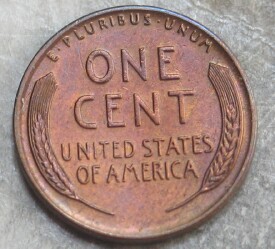 E·PLURIBUS·UNUM
ONE
CENT
UNITED STATES
OF AMERICA